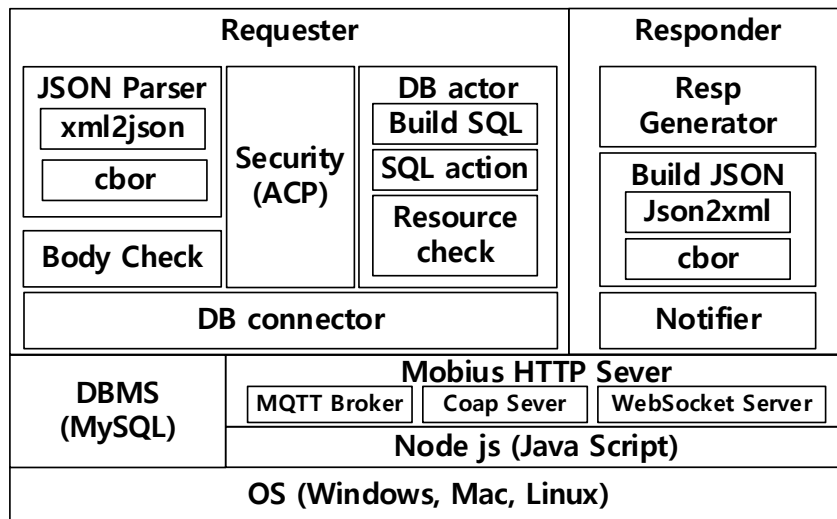 Requester
JSON Parser
xml2json
cbor
Body Check
Security
(ACP)
DB actor
Build SQL
SQL action
Resource
check
DB connector
Responder
Resp
Generator
Build JSON
Json2xml
cbor
Notifier
DBMS
(MySQL)
Mobius HTTP Sever
MQTT Broker
Coap Sever
WebSocket Server
Node js (Java Script)
OS (Windows, Mac, Linux)